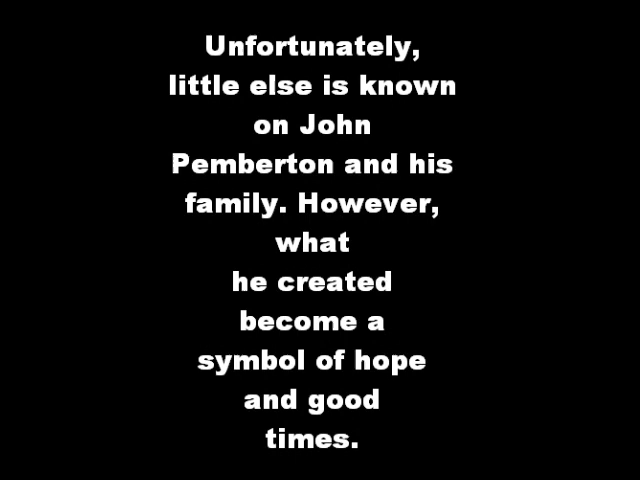 Unfortunately,
little else is known
on John
Pemberton and his
family. However,
what
he created
become a
symbol of hope
and good
times.